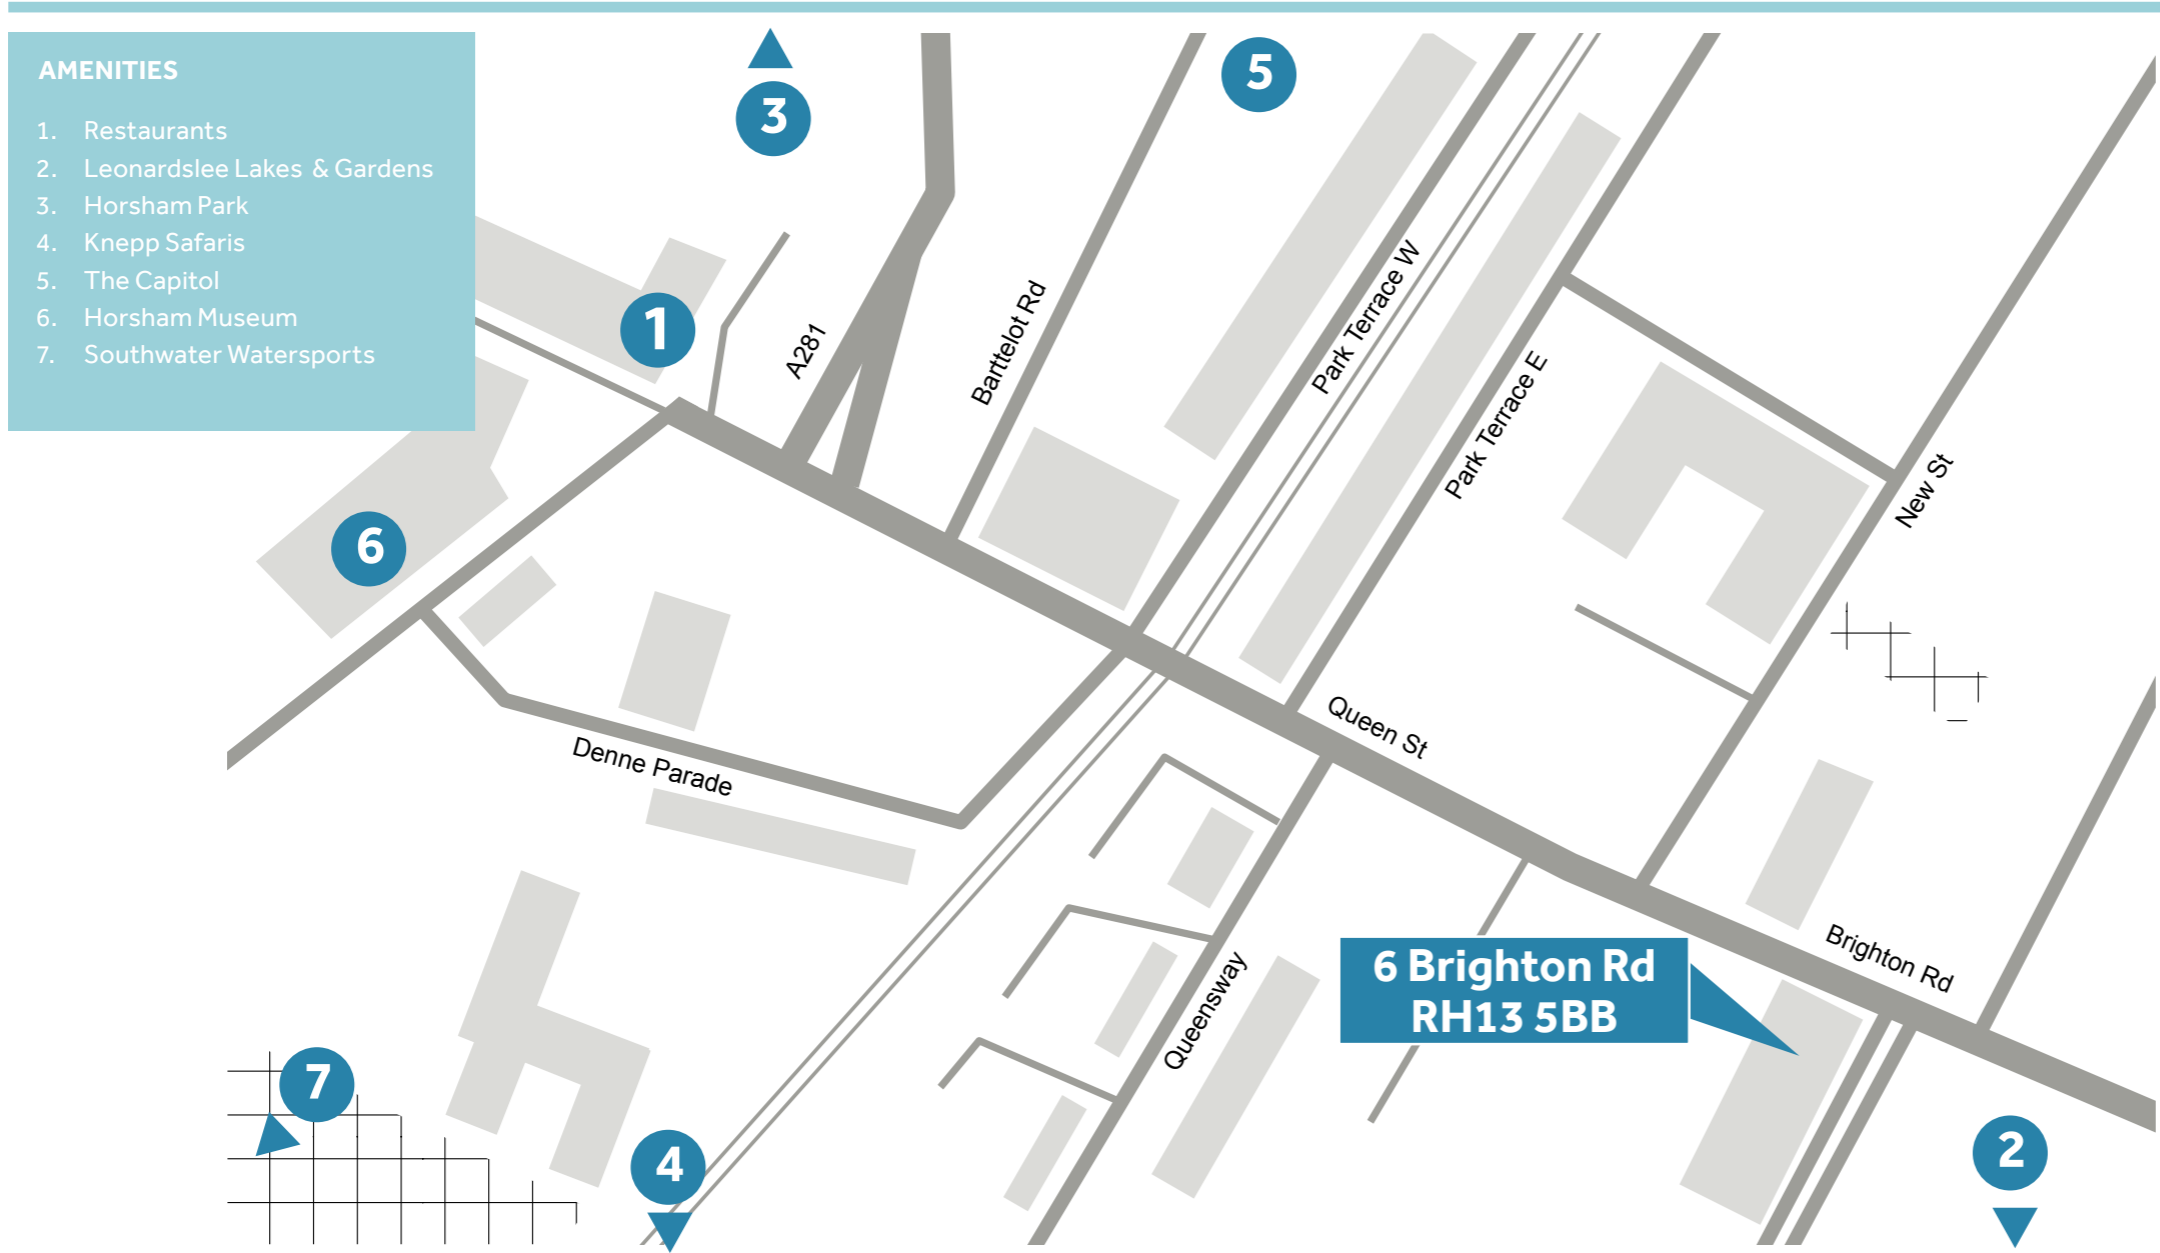 AMENITIES
1. Restaurants
2. Leonardslee Lakes & Gardens
3. Horsham Park
4. Knepp Safaris
5. The Capitol
6. Horsham Museum
7. Southwater Watersports
3
5
1
A281
Barttelot Rd
Park Terrace W
Park Terrace E
New St
6
Queen St
Denne Parade
Brighton Rd
6 Brighton Rd
RH13 5BB
Queensway
7
4
2